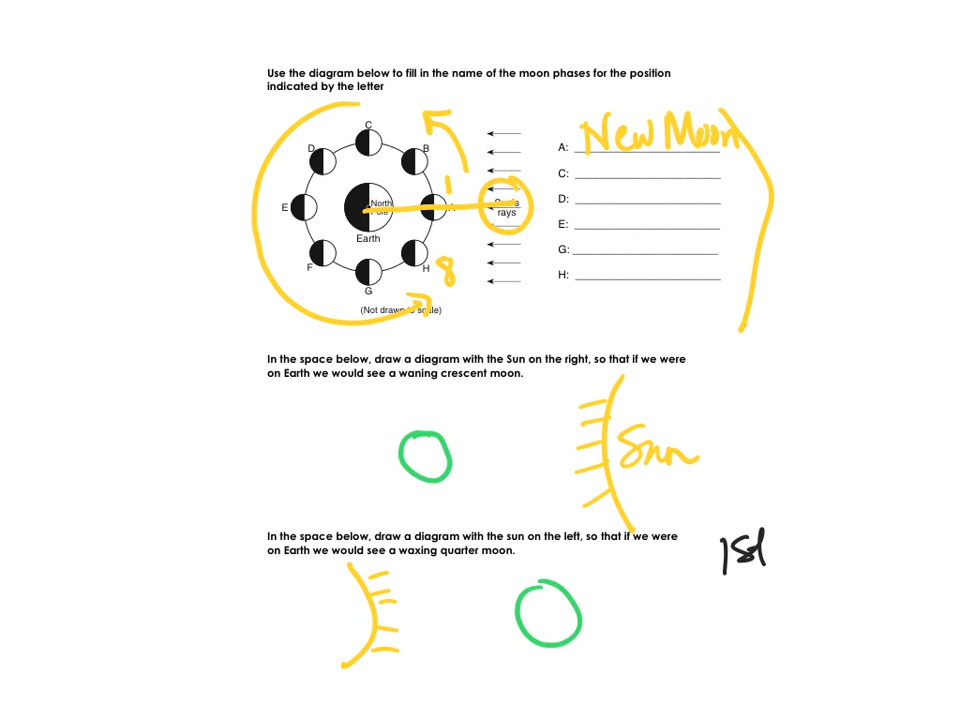 Use the diagram below to fill in the name of the moon phases for the position
indicated by the letter
C
D
B
E
North
Pole
rays
Earth
F
H
G
(Not drawn to scale)
1
8
A: New Moon
C:
D:
E:
G:
H:
In the space below, draw a diagram with the Sun on the right, so that if we were
on Earth we would see a waning crescent moon.
Sun
In the space below, draw a diagram with the sun on the left, so that if we were
on Earth we would see a waxing quarter moon.
1st